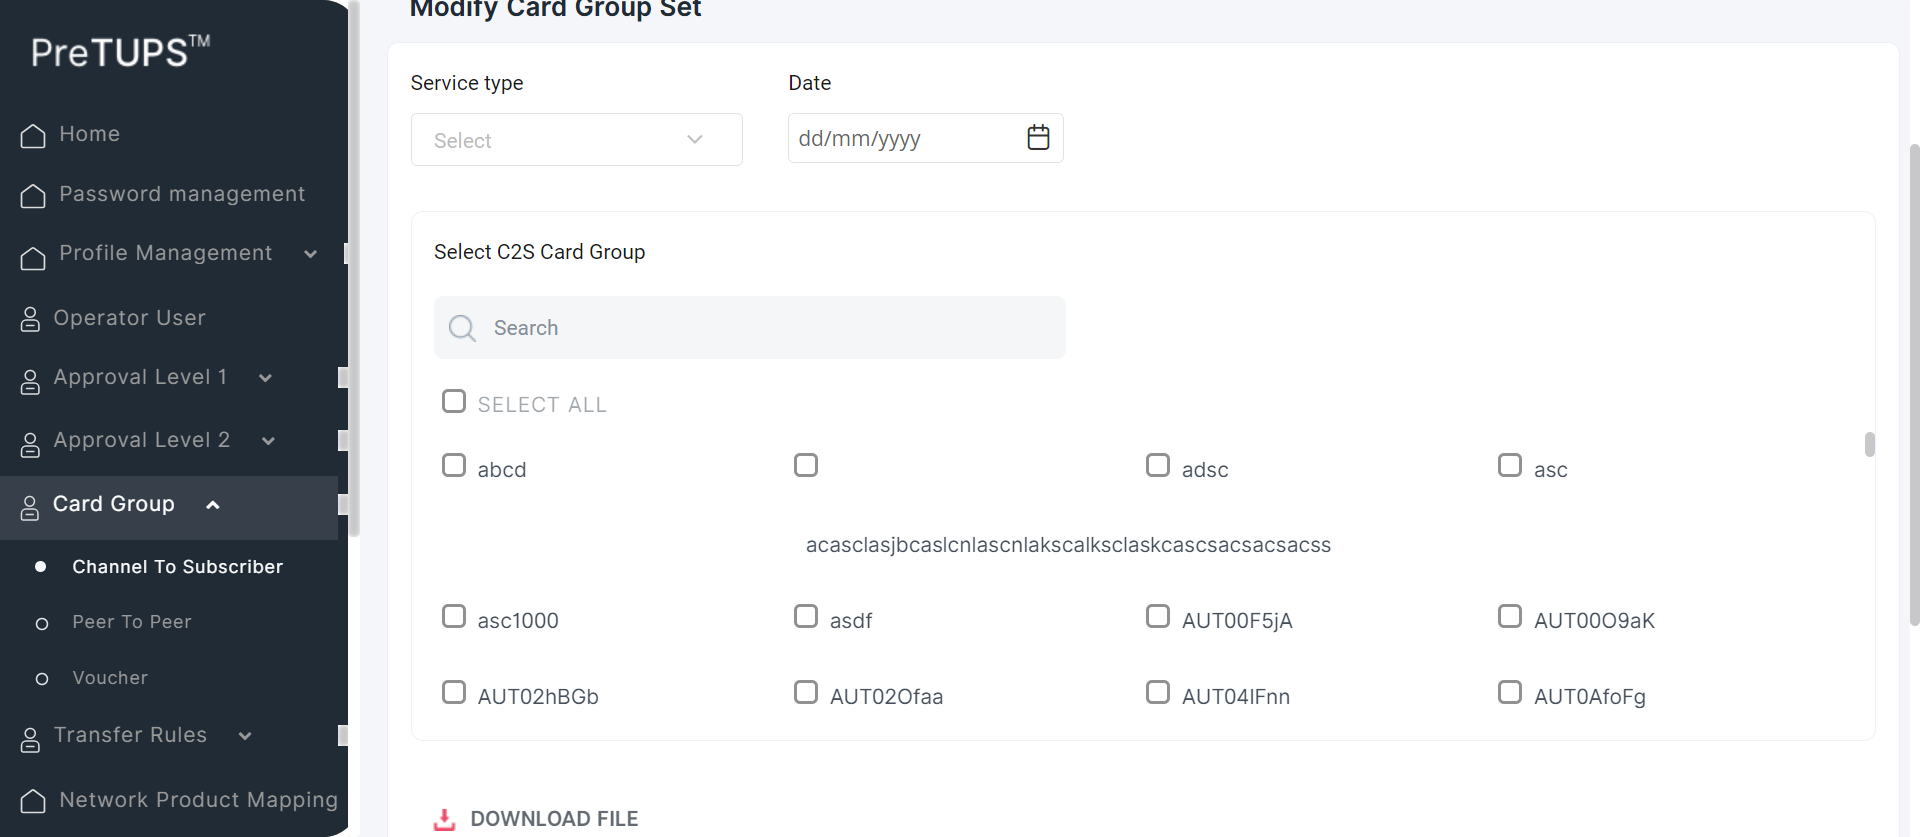 PreTUPS™
Home
Password management
Profile Management
Operator User
Approval Level 1
Approval Level 2
Card Group
Channel To Subscriber
Peer To Peer
Voucher
Transfer Rules
Network Product Mapping
Modify Card Group Set
Service type
Date
Select
dd/mm/yyyy
Select C2S Card Group
Search
SELECT ALL
abcd
adsc
asc
acasclasjbcaslcnlascnlakscalksclaskcascsacsacsacss
asc1000
asdf
AUT00F5jA
AUT00O9aK
AUT02hBGb
AUT02Ofaa
AUT04lFnn
AUT0AfoFg
DOWNLOAD FILE